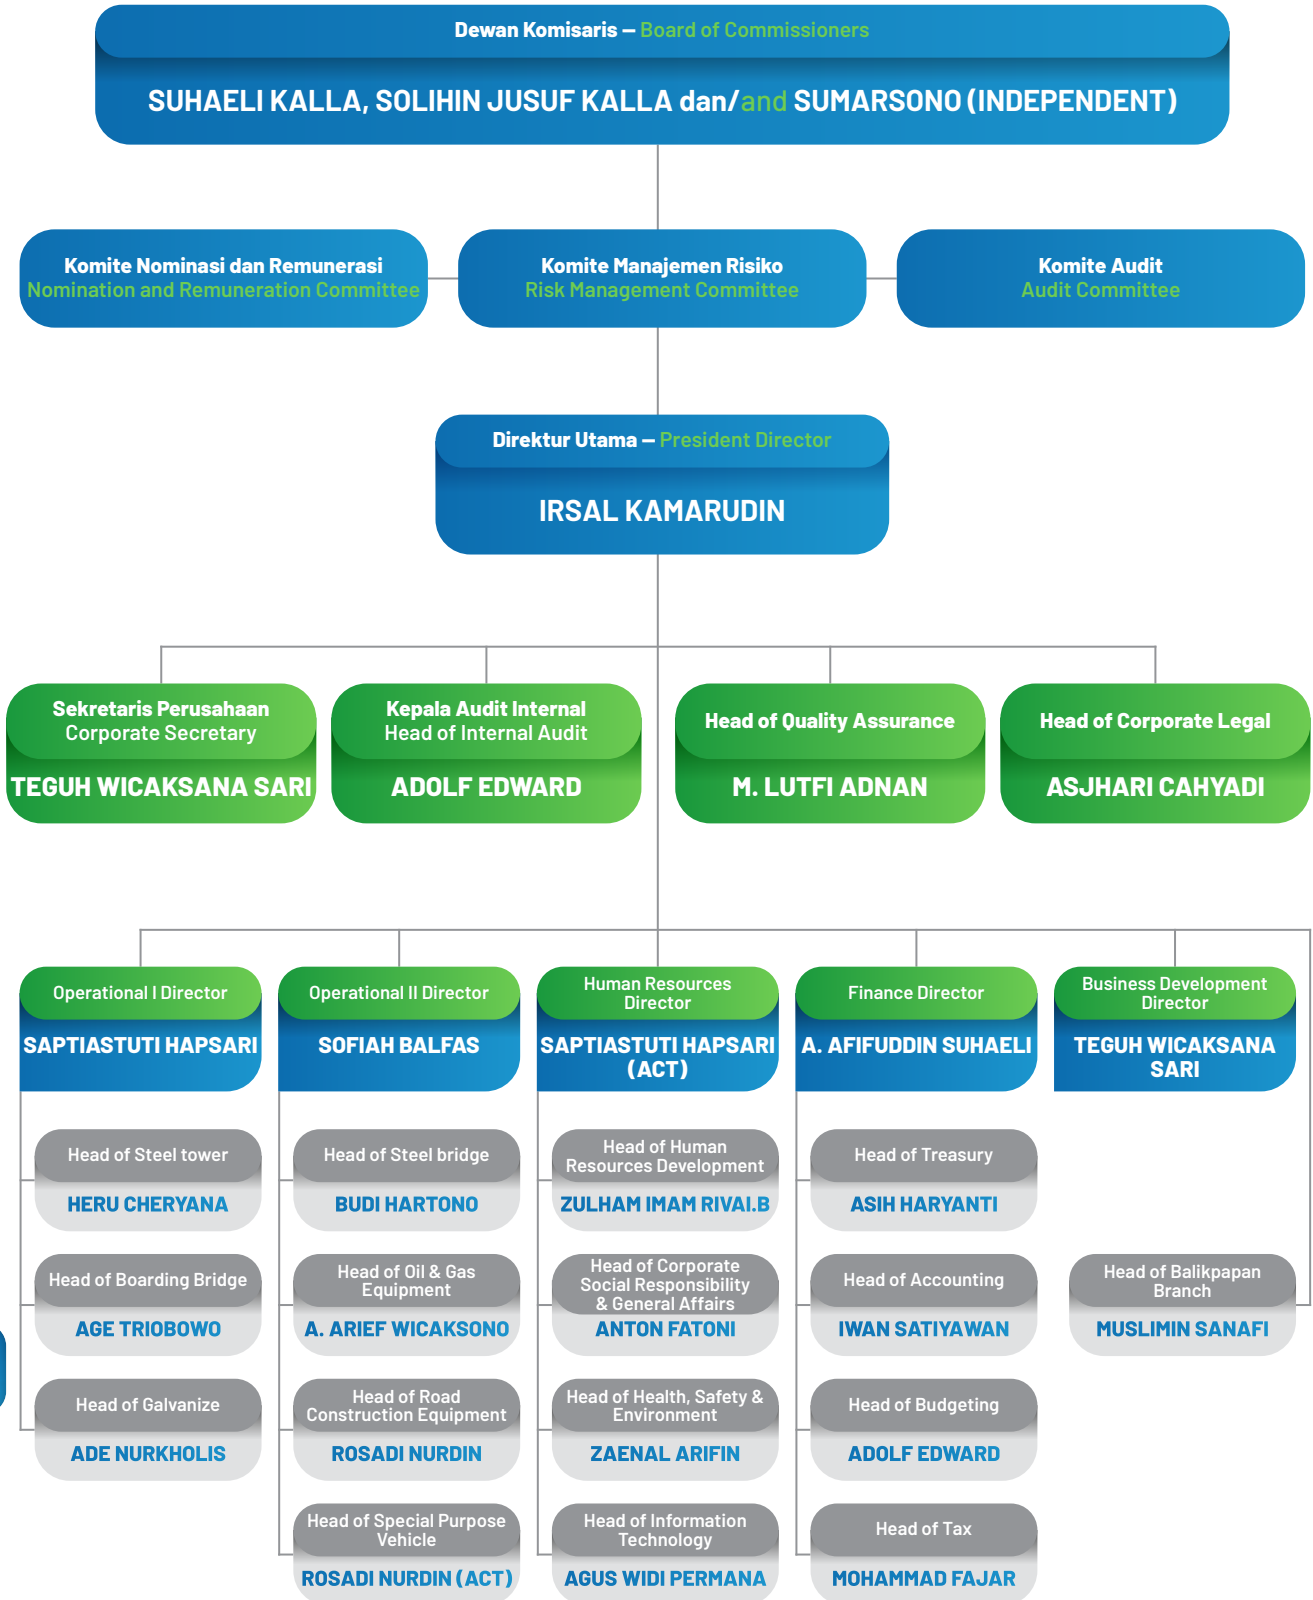 Dewan Komisaris – Board of Commissioners
SUHAELI KALLA, SOLIHIN JUSUF KALLA dan/and SUMARSONO (INDEPENDENT)
Komite Nominasi dan Remunerasi
Nomination and Remuneration Committee
Komite Manajemen Risiko
Risk Management Committee
Komite Audit
Audit Committee
Direktur Utama – President Director
IRSAL KAMARUDIN
Sekretaris Perusahaan
Corporate Secretary
TEGUH WICAKSANA SARI
Kepala Audit Internal
Head of Internal Audit
ADOLF EDWARD
Head of Quality Assurance
M. LUTFI ADNAN
Head of Corporate Legal
ASJHARI CAHYADI
Operational I Director
SAPTIASTUTI HAPSARI
Head of Steel tower
HERU CHERYANA
Head of Boarding Bridge
AGE TRIOBOWO
Head of Galvanize
ADE NURKHOLIS
Operational II Director
SOFIAH BALFAS
Head of Steel bridge
BUDI HARTONO
Head of Oil & Gas
Equipment
A. ARIEF WICAKSONO
Head of Road
Construction Equipment
ROSADI NURDIN
Head of Special Purpose
Vehicle
ROSADI NURDIN (ACT)
Human Resources
Director
SAPTIASTUTI HAPSARI
(ACT)
Head of Human
Resources Development
ZULHAM IMAM RIVAI.B
Head of Corporate
Social Responsibility
& General Affairs
ANTON FATONI
Head of Health, Safety &
Environment
ZAENAL ARIFIN
Head of Information
Technology
AGUS WIDI PERMANA
Finance Director
A. AFIFUDDIN SUHAELI
Head of Treasury
ASIH HARYANTI
Head of Accounting
IWAN SATIYAWAN
Head of Budgeting
ADOLF EDWARD
Head of Tax
MOHAMMAD FAJAR
Business Development
Director
TEGUH WICAKSANA
SARI
Head of Balikpapan
Branch
MUSLIMIN SANAFI